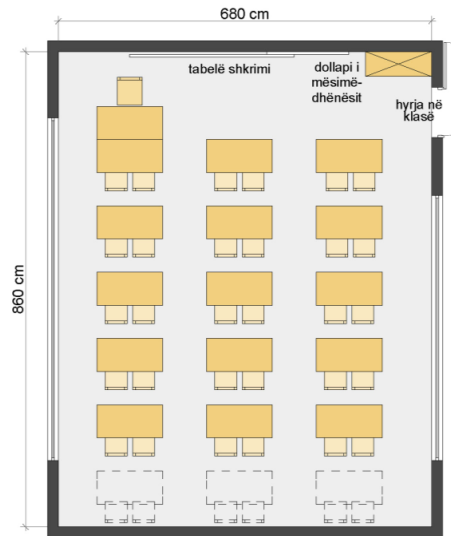 680 cm
tabelë shkrimi
dollapi i
mësimë-
dhënësit
hyrja në
klasë
860 cm